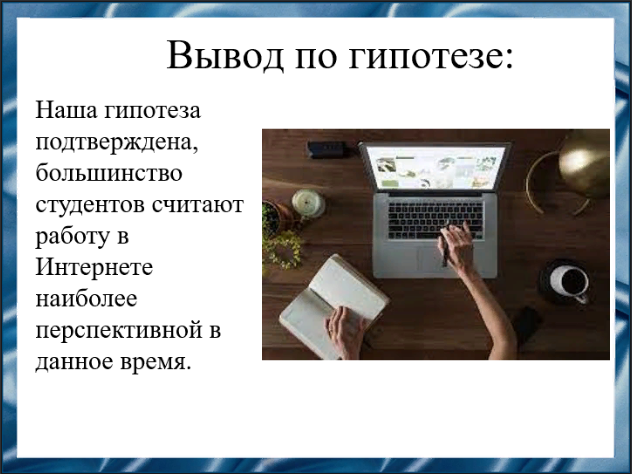 Вывод по гипотезе:
Наша гипотеза
подтверждена,
большинство
студентов считают
работу в
Интернете
наиболее
перспективной в
данное время.